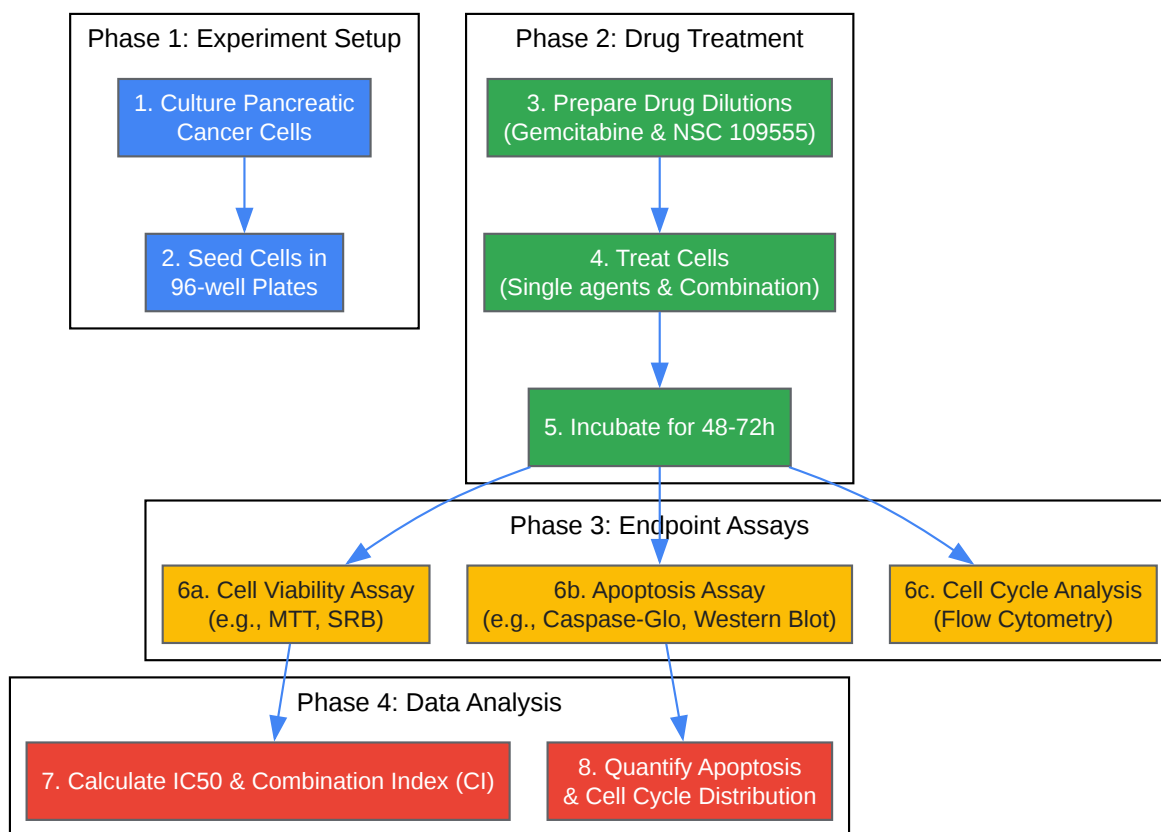 Phase 1: Experiment Setup
1. Culture Pancreatic
Cancer Cells
2. Seed Cells in
96-well Plates
Phase 2: Drug Treatment
3. Prepare Drug Dilutions
(Gemcitabine & NSC 109555)
4. Treat Cells
(Single agents & Combination)
5. Incubate for 48-72h
Phase 3: Endpoint Assays
6a. Cell Viability Assay
(e.g., MTT, SRB)
6b. Apoptosis Assay
(e.g., Caspase-Glo, Western Blot)
6c. Cell Cycle Analysis
(Flow Cytometry)
Phase 4: Data Analysis
7. Calculate IC50 & Combination Index (CI)
8. Quantify Apoptosis
& Cell Cycle Distribution